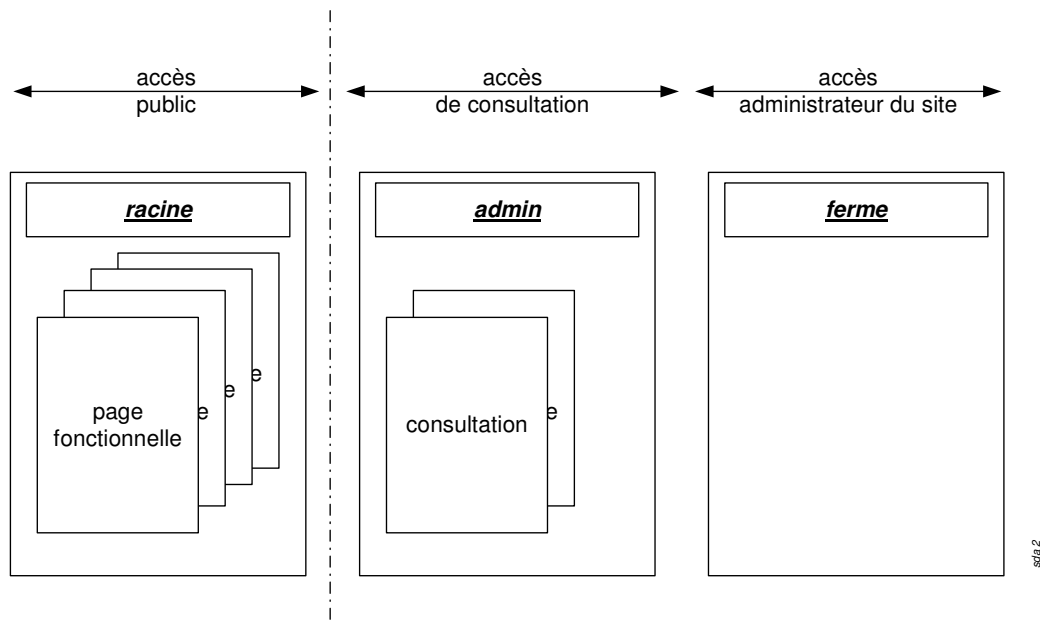 accès
public
accès
de consultation
accès
administrateur du site
racine
admin
ferme
e
e
e
page
fonctionnelle
consultation
e
sda 2